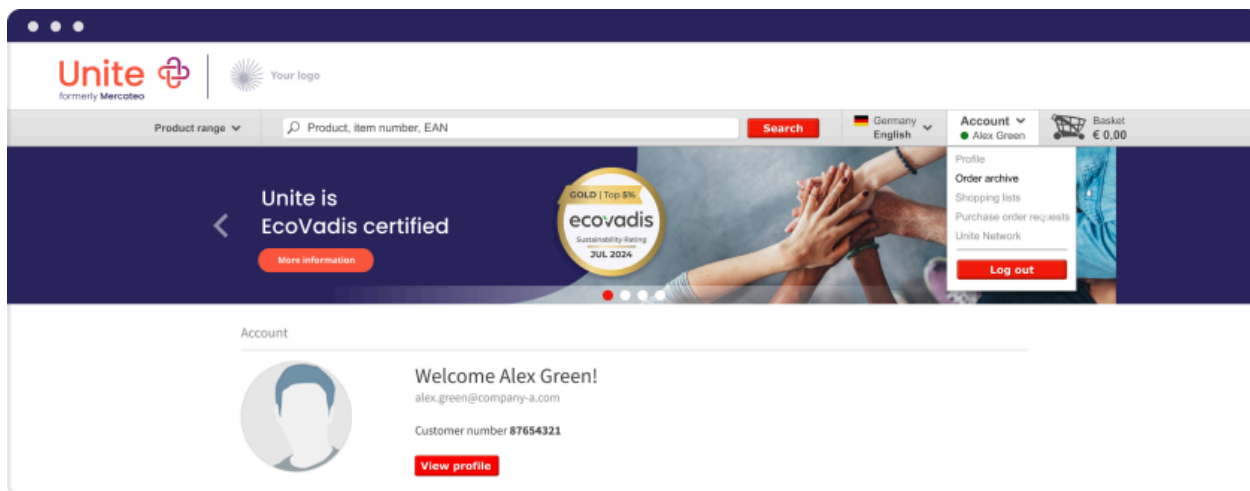 Unite
formerly Mercateo
Your logo
Product range
Product, item number, EAN
Search
Germany
English
Account
Alex Green
Basket
€ 0,00
Profile
Order archive
Shopping lists
Purchase order requests
Unite Network
Log out
Unite is
EcoVadis certified
More information
GOLD | Top 5%
ecovadis
Sustainability Rating
JUL 2024
Account
Welcome Alex Green!
alex.green@company-a.com
Customer number 87654321
View profile